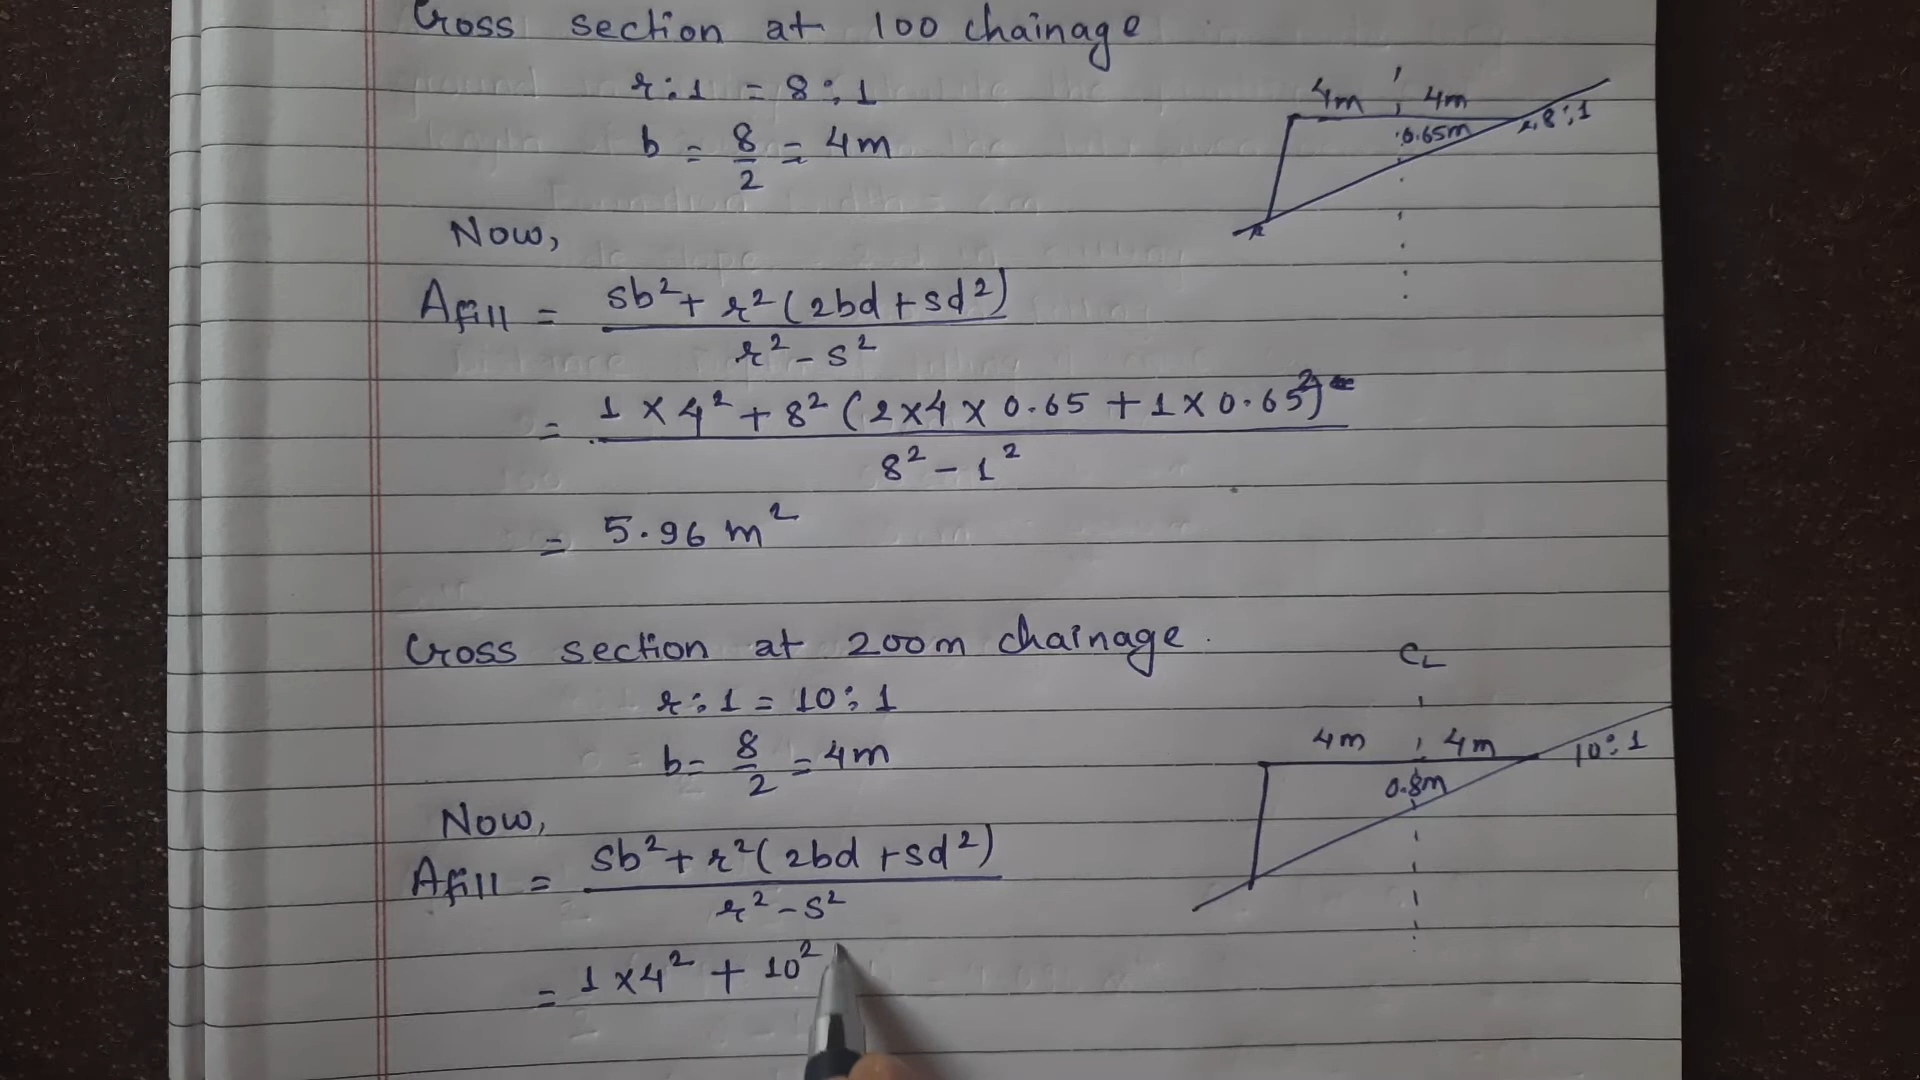 Cross section at 100 chainage
r:1 = 8:1
b = 8/2 = 4m
4m 4m
0.65m
8:1
Now,
Afill = sb²+ r²(2bd+sd²)
r²-s²
= 1×4²+8²(2×4×0.65+1×0.65²)
8²-1²
= 5.96 m²
Cross section at 200m chainage.
CL
r:1 = 10:1
b= 8/2 =4m
4m 4m
10:1
0.8m
Now,
Afill = sb²+r²(2bd+sd²)
r²-s²
= 1×4²+10²